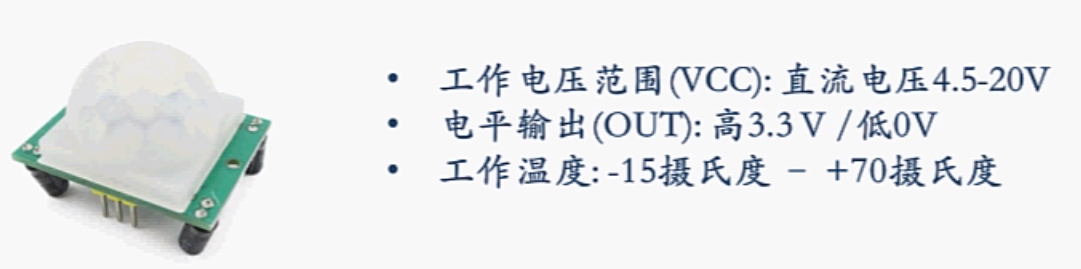 • 工作电压范围(VCC): 直流电压4.5-20V
• 电平输出(OUT): 高3.3V /低0V
• 工作温度: -15摄氏度 – +70摄氏度